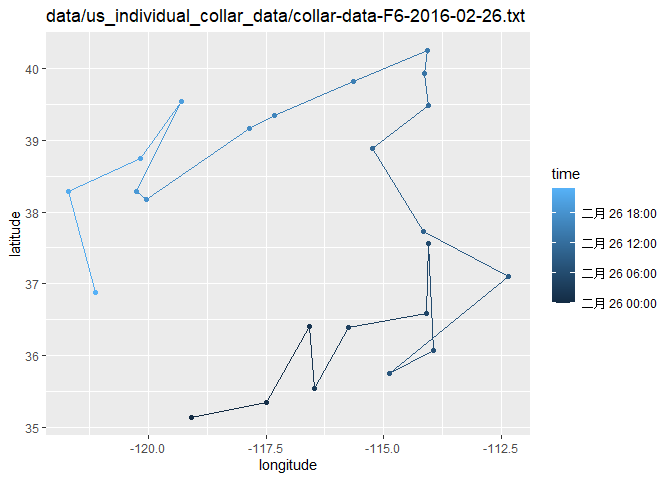 data/us_individual_collar_data/collar-data-F6-2016-02-26.txt
40
39
38
37
36
35
latitude
-120.0
-117.5
-115.0
-112.5
longitude
time
二月 26 18:00
二月 26 12:00
二月 26 06:00
二月 26 00:00